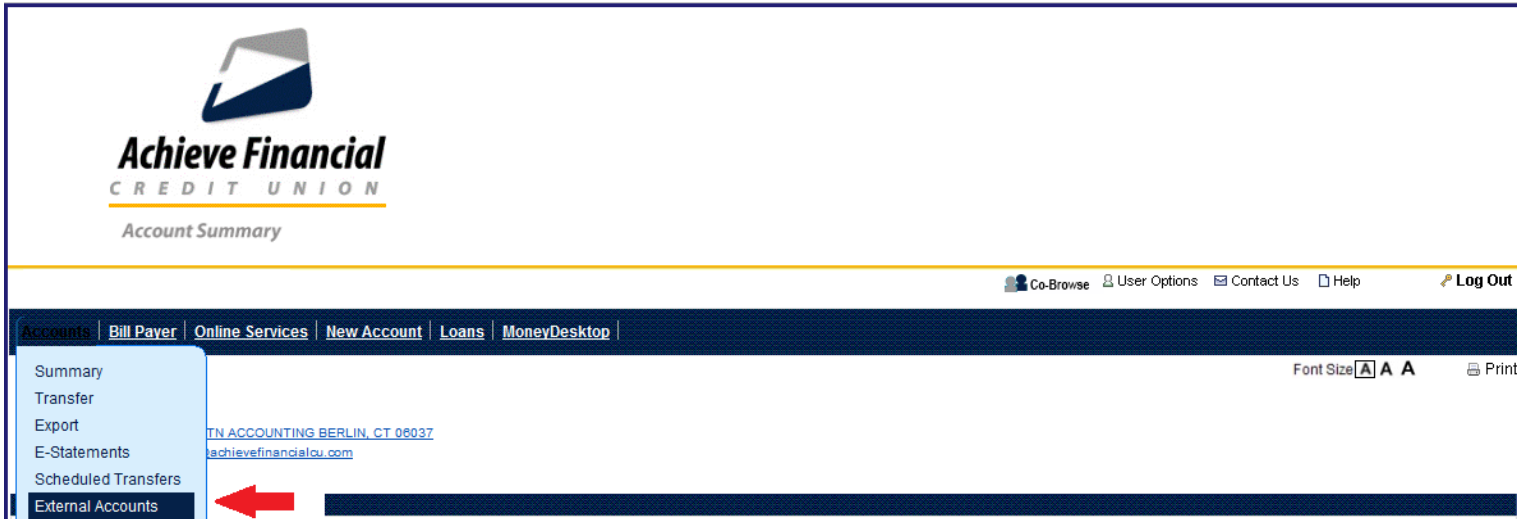 Achieve Financial
CREDIT UNION
Account Summary
Co-Browse User Options Contact Us Help Log Out
Accounts Bill Payer Online Services New Account Loans MoneyDesktop
Font Size A A A Print
Summary
Transfer
Export
TN ACCOUNTING BERLIN, CT 06037
E-Statements
achievefinancialcu.com
Scheduled Transfers
External Accounts